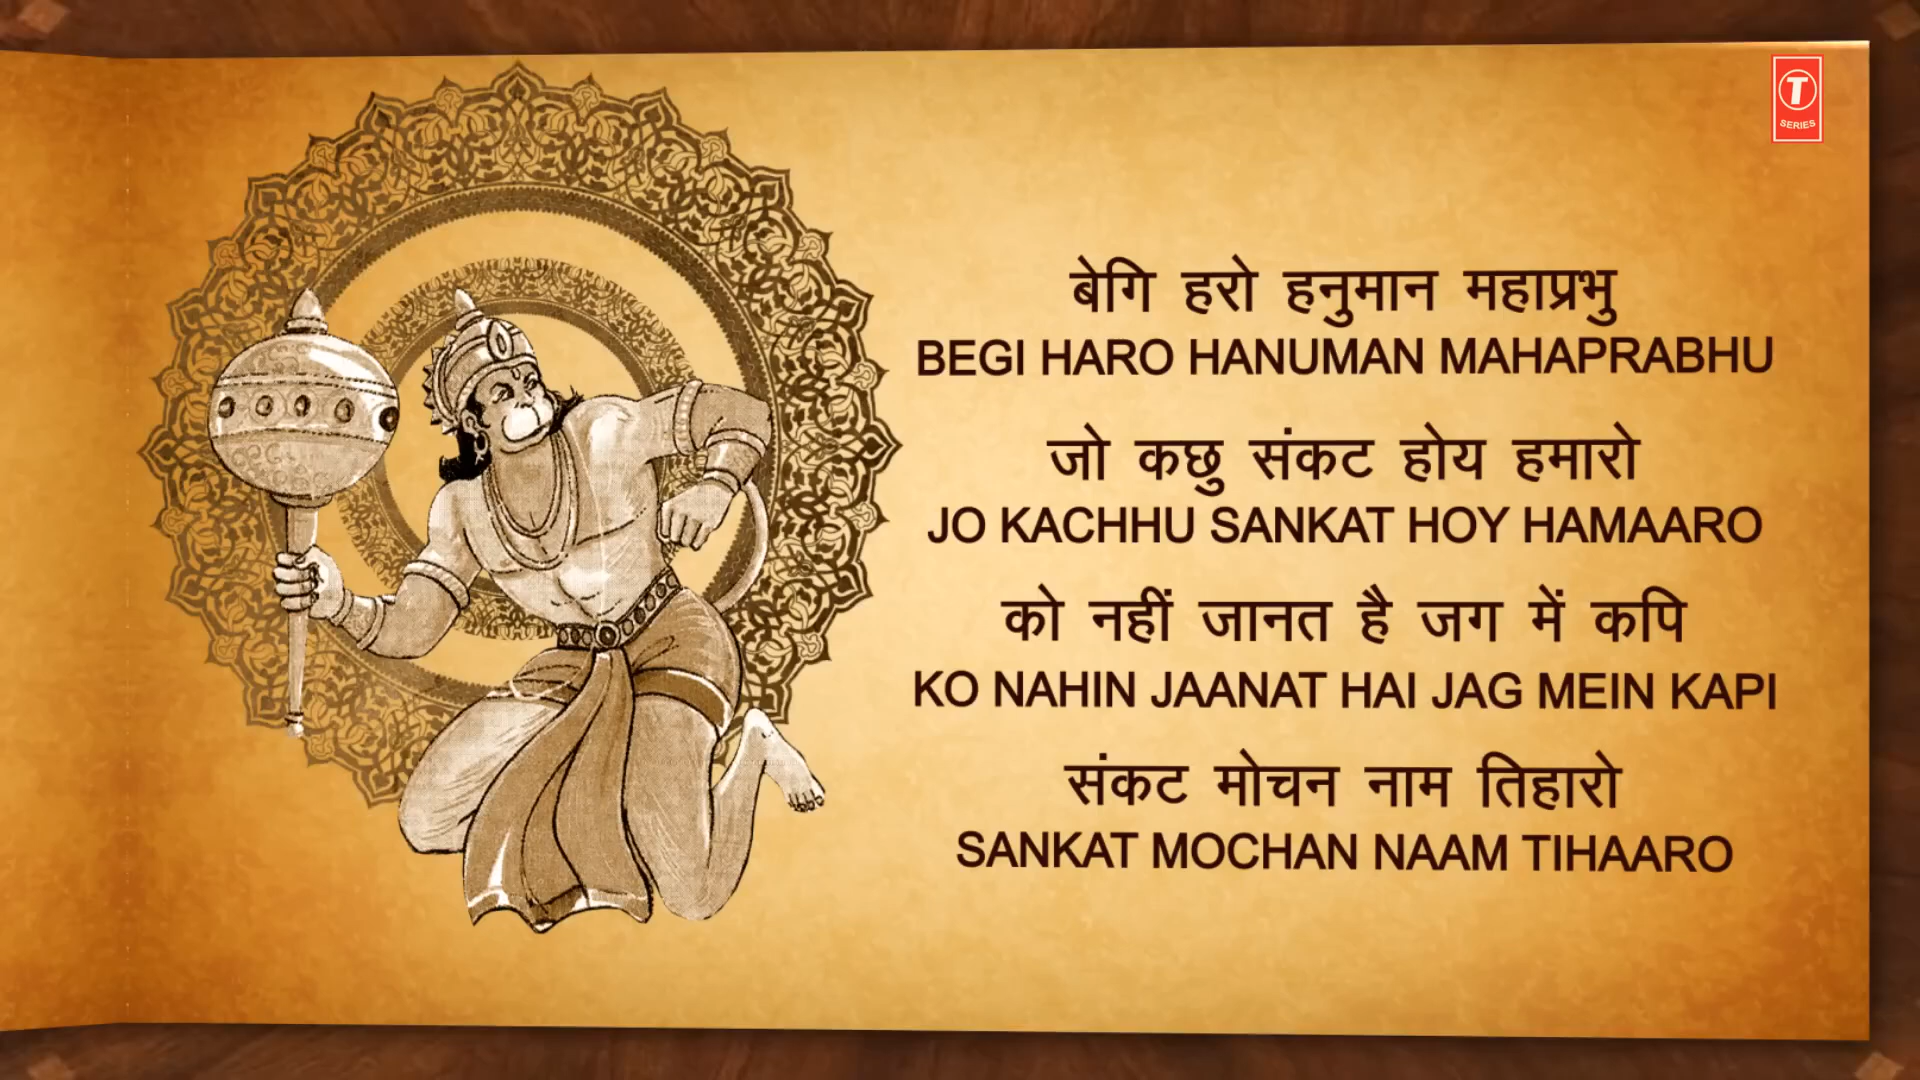 T
SERIES
बेगि हरो हनुमान महाप्रभु
BEGI HARO HANUMAN MAHAPRABHU
जो कछु संकट होय हमारो
JO KACHHU SANKAT HOY HAMAARO
को नहीं जानत है जग में कपि
KO NAHIN JAANAT HAI JAG MEIN KAPI
संकट मोचन नाम तिहारो
SANKAT MOCHAN NAAM TIHAARO